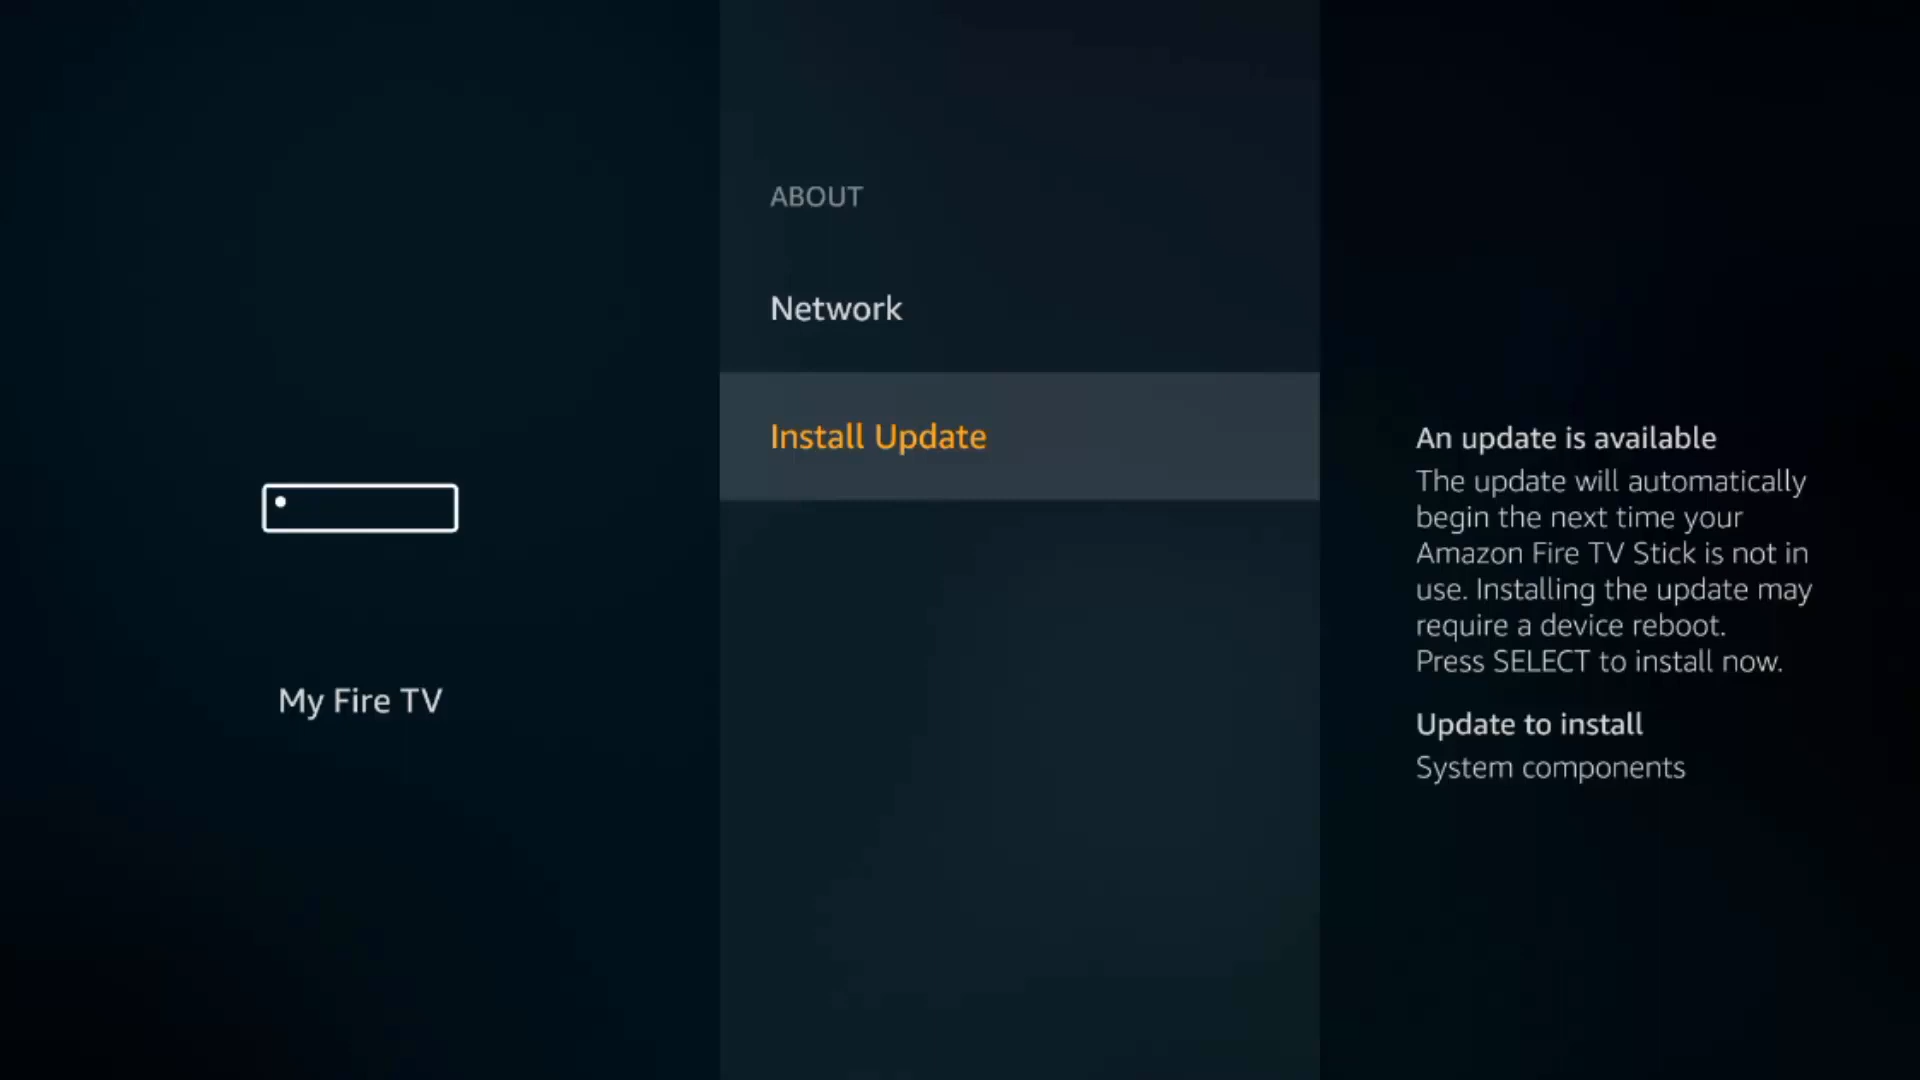 My Fire TV
ABOUT
Network
Install Update
An update is available
The update will automatically
begin the next time your
Amazon Fire TV Stick is not in
use. Installing the update may
require a device reboot.
Press SELECT to install now.
Update to install
System components